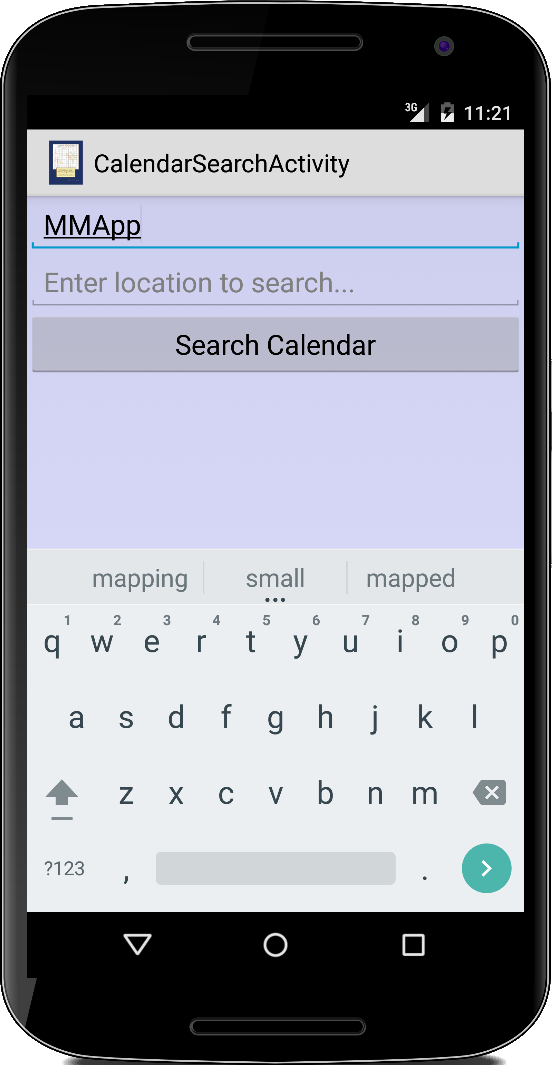 3G 11:21
CalendarSearchActivity
MMApp
Enter location to search...
Search Calendar
mapping small mapped
1 2 3 4 5 6 7 8 9 0
q w e r t y u i o p
a s d f g h j k l
z x c v b n m
?123 , .